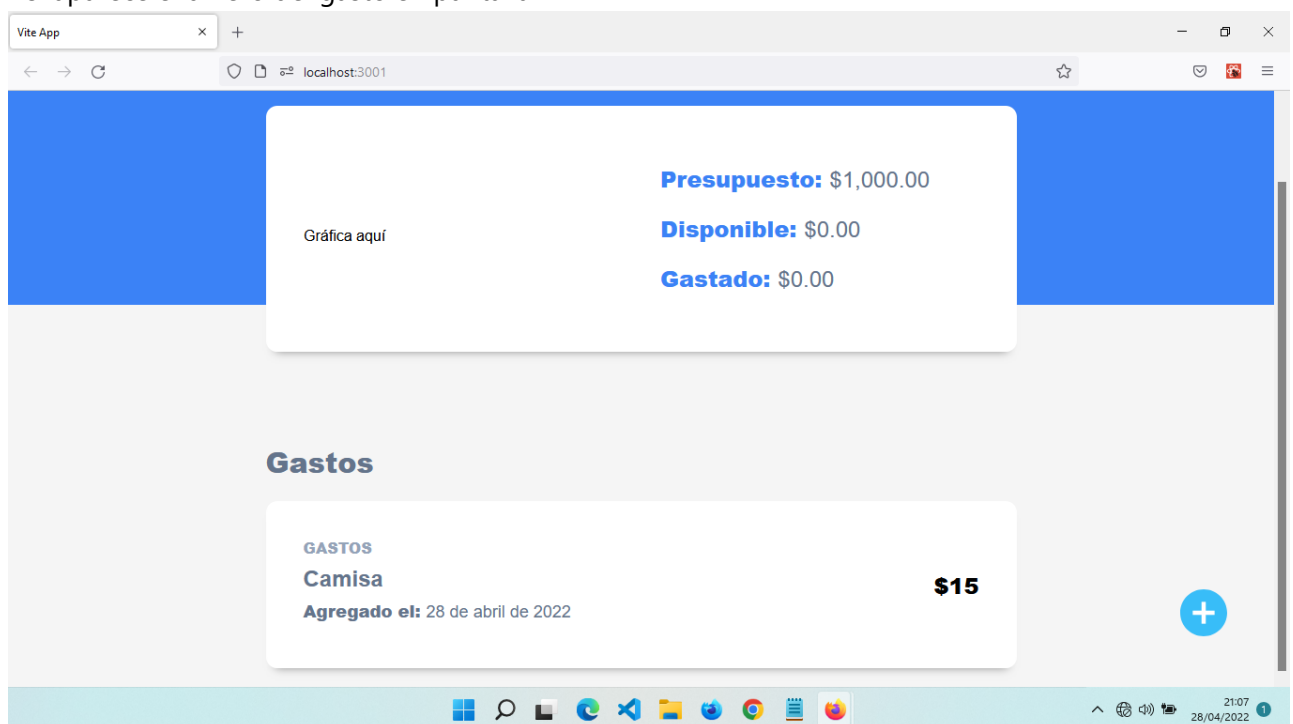 Vite App
localhost:3001
Presupuesto: $1,000.00
Gráfica aquí
Disponible: $0.00
Gastado: $0.00
Gastos
GASTOS
Camisa
$15
Agregado el: 28 de abril de 2022
21:07
28/04/2022
1